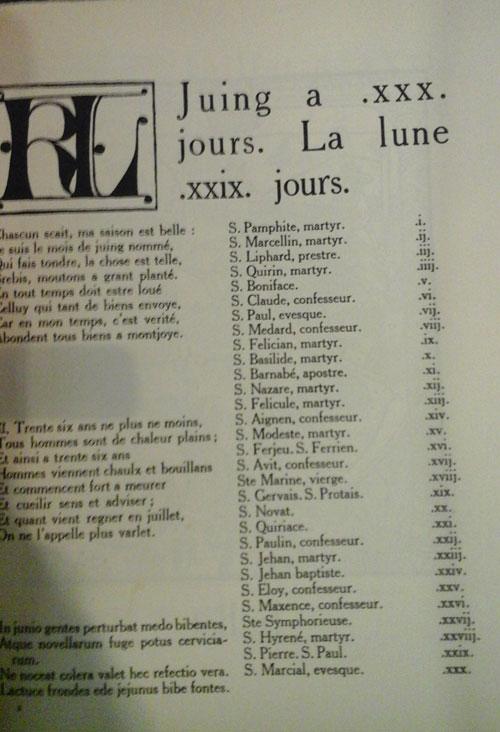 Juing a .xxx.
jours. La lune
.xxix. jours.
Chascun scait, ma saison est belle :
Je suis le mois de juing nommé,
Qui fais tondre, la chose est telle,
Brebis, moutons a grant planté.
En tout temps doit estre loué
Celluy qui tant de biens envoye,
Car en mon temps, c'est verité,
Abondent tous biens a montjoye.
VI. Trente six ans ne plus ne moins,
Tous hommes sont de chaleur plains ;
Et ainsi a trente six ans
Hommes viennent chaulx et bouillans
Et commencent fort a meurer
Et cueilir sens et adviser ;
Et quant vient regner en juillet,
On ne l'appelle plus varlet.
In junio gentes perturbat medo bibentes,
Atque novellarum fuge potus cervicia-
rum.
Ne noceat colera valet hec refectio vera.
Lactuce frondes ede jejunus bibe fontes.
S. Pamphite, martyr. .i.
S. Marcellin, martyr. .ij.
S. Liphard, prestre. .iij.
S. Quirin, martyr. .iiij.
S. Boniface. .v.
S. Claude, confesseur. .vi.
S. Paul, evesque. .vij.
S. Medard, confesseur. .viij.
S. Felician, martyr. .ix.
S. Basilide, martyr. .x.
S. Barnabé, apostre. .xi.
S. Nazare, martyr. .xij.
S. Felicule, martyr. .xiij.
S. Aignen, confesseur. .xiv.
S. Modeste, martyr. .xv.
S. Ferjeu. S. Ferrien. .xvi.
S. Avit, confesseur. .xvij.
Ste Marine, vierge. .xviij.
S. Gervais. S. Protais. .xix.
S. Novat. .xx.
S. Quiriace. .xxi.
S. Paulin, confesseur. .xxij.
S. Jehan, martyr. .xxiij.
S. Jehan baptiste. .xxiv.
S. Eloy, confesseur. .xxv.
S. Maxence, confesseur. .xxvi.
Ste Symphorieuse. .xxvij.
S. Hyrené, martyr. .xxviij.
S. Pierre. S. Paul. .xxix.
S. Marcial, evesque. .xxx.